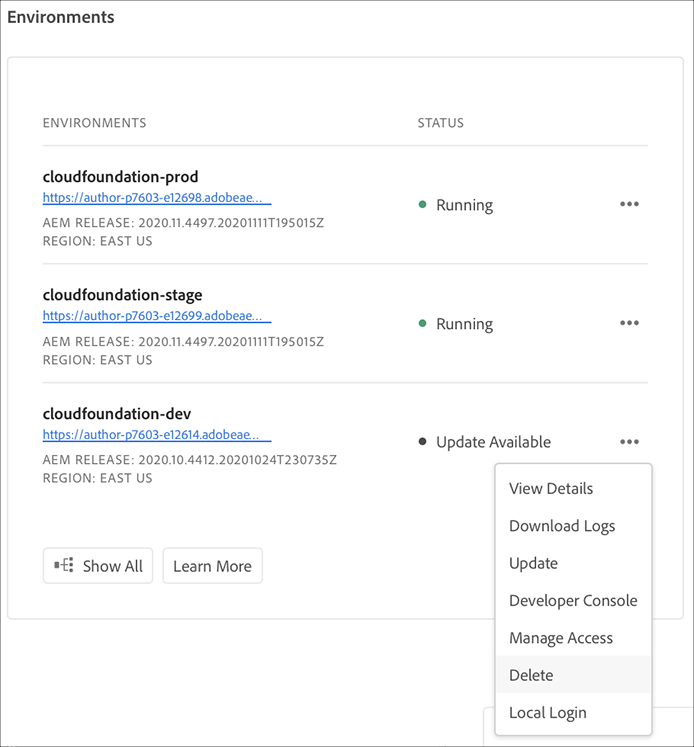 Environments
ENVIRONMENTS STATUS
cloudfoundation-prod
https://author-p7603-e12698.adobeae...
Running
AEM RELEASE: 2020.11.4497.20201111T195015Z
REGION: EAST US
cloudfoundation-stage
https://author-p7603-e12699.adobeae...
Running
AEM RELEASE: 2020.11.4497.20201111T195015Z
REGION: EAST US
cloudfoundation-dev
https://author-p7603-e12614.adobeae...
Update Available
AEM RELEASE: 2020.10.4412.20201024T230735Z
REGION: EAST US
View Details
Download Logs
Update
Developer Console
Manage Access
Delete
Local Login
Show All
Learn More